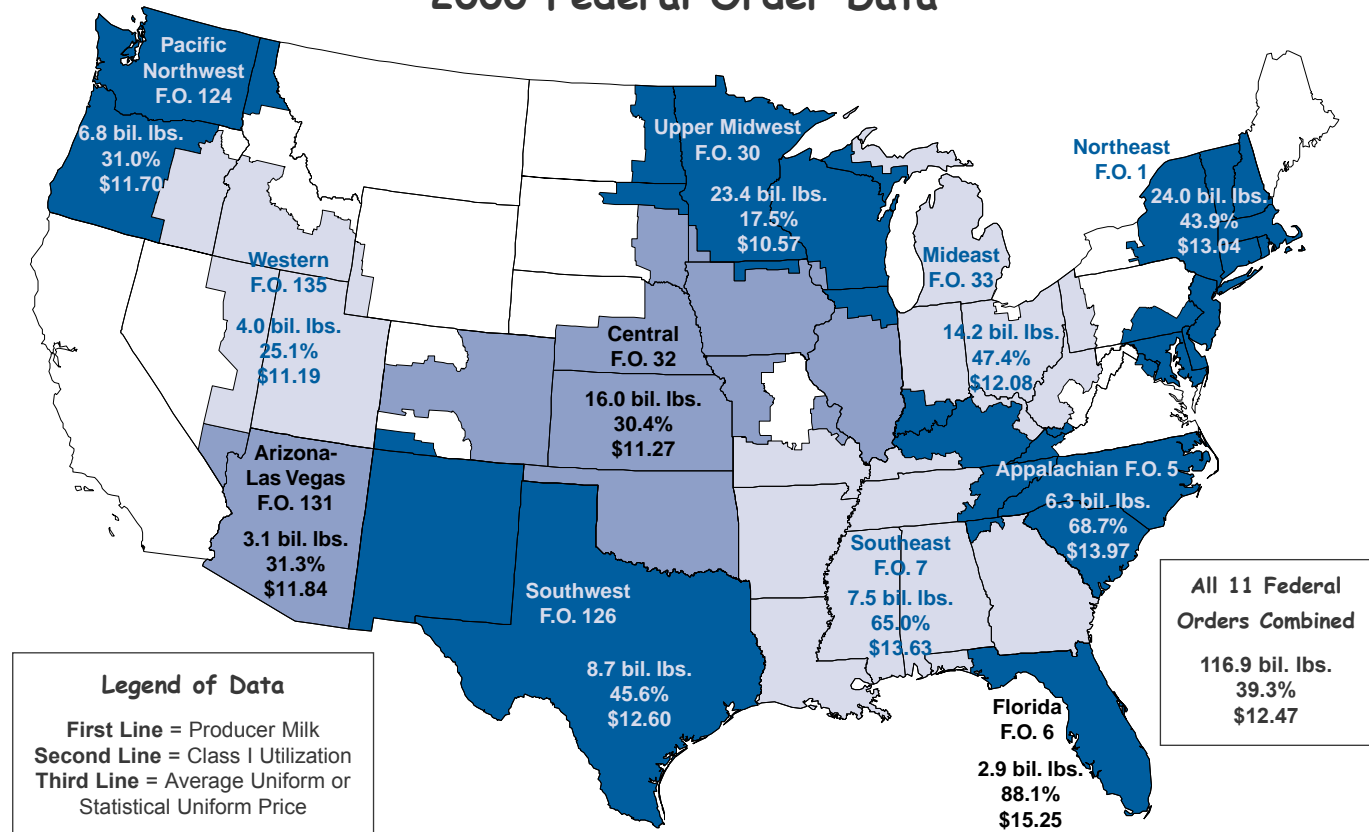 2000 Federal Order Data
Pacific
Northwest
F.O. 124
6.8 bil. lbs.
31.0%
$11.70
Upper Midwest
F.O. 30
23.4 bil. lbs.
17.5%
$10.57
Northeast
F.O. 1
24.0 bil. lbs.
43.9%
$13.04
Western
F.O. 135
4.0 bil. lbs.
25.1%
$11.19
Central
F.O. 32
16.0 bil. lbs.
30.4%
$11.27
Mideast
F.O. 33
14.2 bil. lbs.
47.4%
$12.08
Arizona-
Las Vegas
F.O. 131
3.1 bil. lbs.
31.3%
$11.84
Appalachian F.O. 5
6.3 bil. lbs.
68.7%
$13.97
Southwest
F.O. 126
8.7 bil. lbs.
45.6%
$12.60
Southeast
F.O. 7
7.5 bil. lbs.
65.0%
$13.63
Florida
F.O. 6
2.9 bil. lbs.
88.1%
$15.25
All 11 Federal
Orders Combined
116.9 bil. lbs.
39.3%
$12.47
Legend of Data
First Line = Producer Milk
Second Line = Class I Utilization
Third Line = Average Uniform or
Statistical Uniform Price